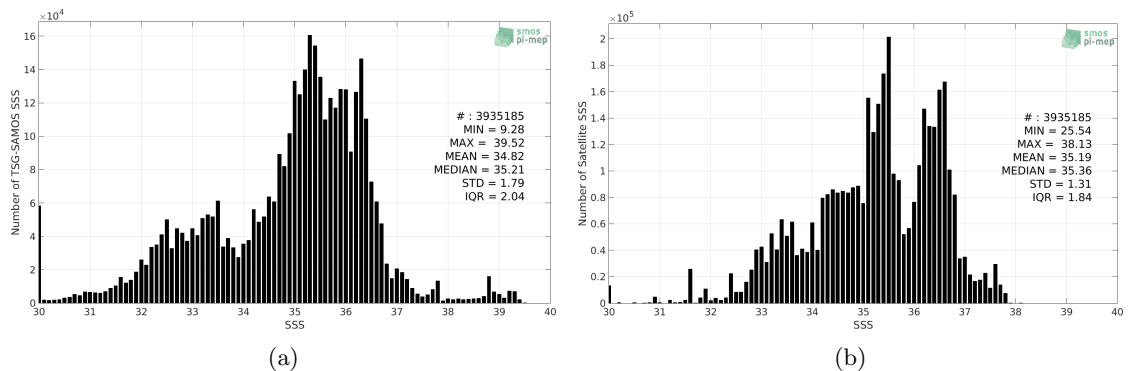 ×10⁴
smos
pi-mep
Number of TSG-SAMOS SSS
16
14
12
10
8
6
4
2
0
# : 3935185
MIN = 9.28
MAX = 39.52
MEAN = 34.82
MEDIAN = 35.21
STD = 1.79
IQR = 2.04
30 31 32 33 34 35 36 37 38 39 40
SSS
(a)
×10⁵
smos
pi-mep
Number of Satellite SSS
2
1.8
1.6
1.4
1.2
1
0.8
0.6
0.4
0.2
0
# : 3935185
MIN = 25.54
MAX = 38.13
MEAN = 35.19
MEDIAN = 35.36
STD = 1.31
IQR = 1.84
30 31 32 33 34 35 36 37 38 39 40
SSS
(b)